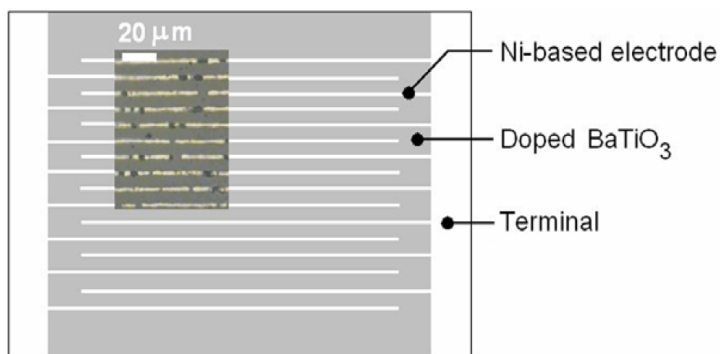 20 μm
Ni-based electrode
Doped BaTiO₃
Terminal